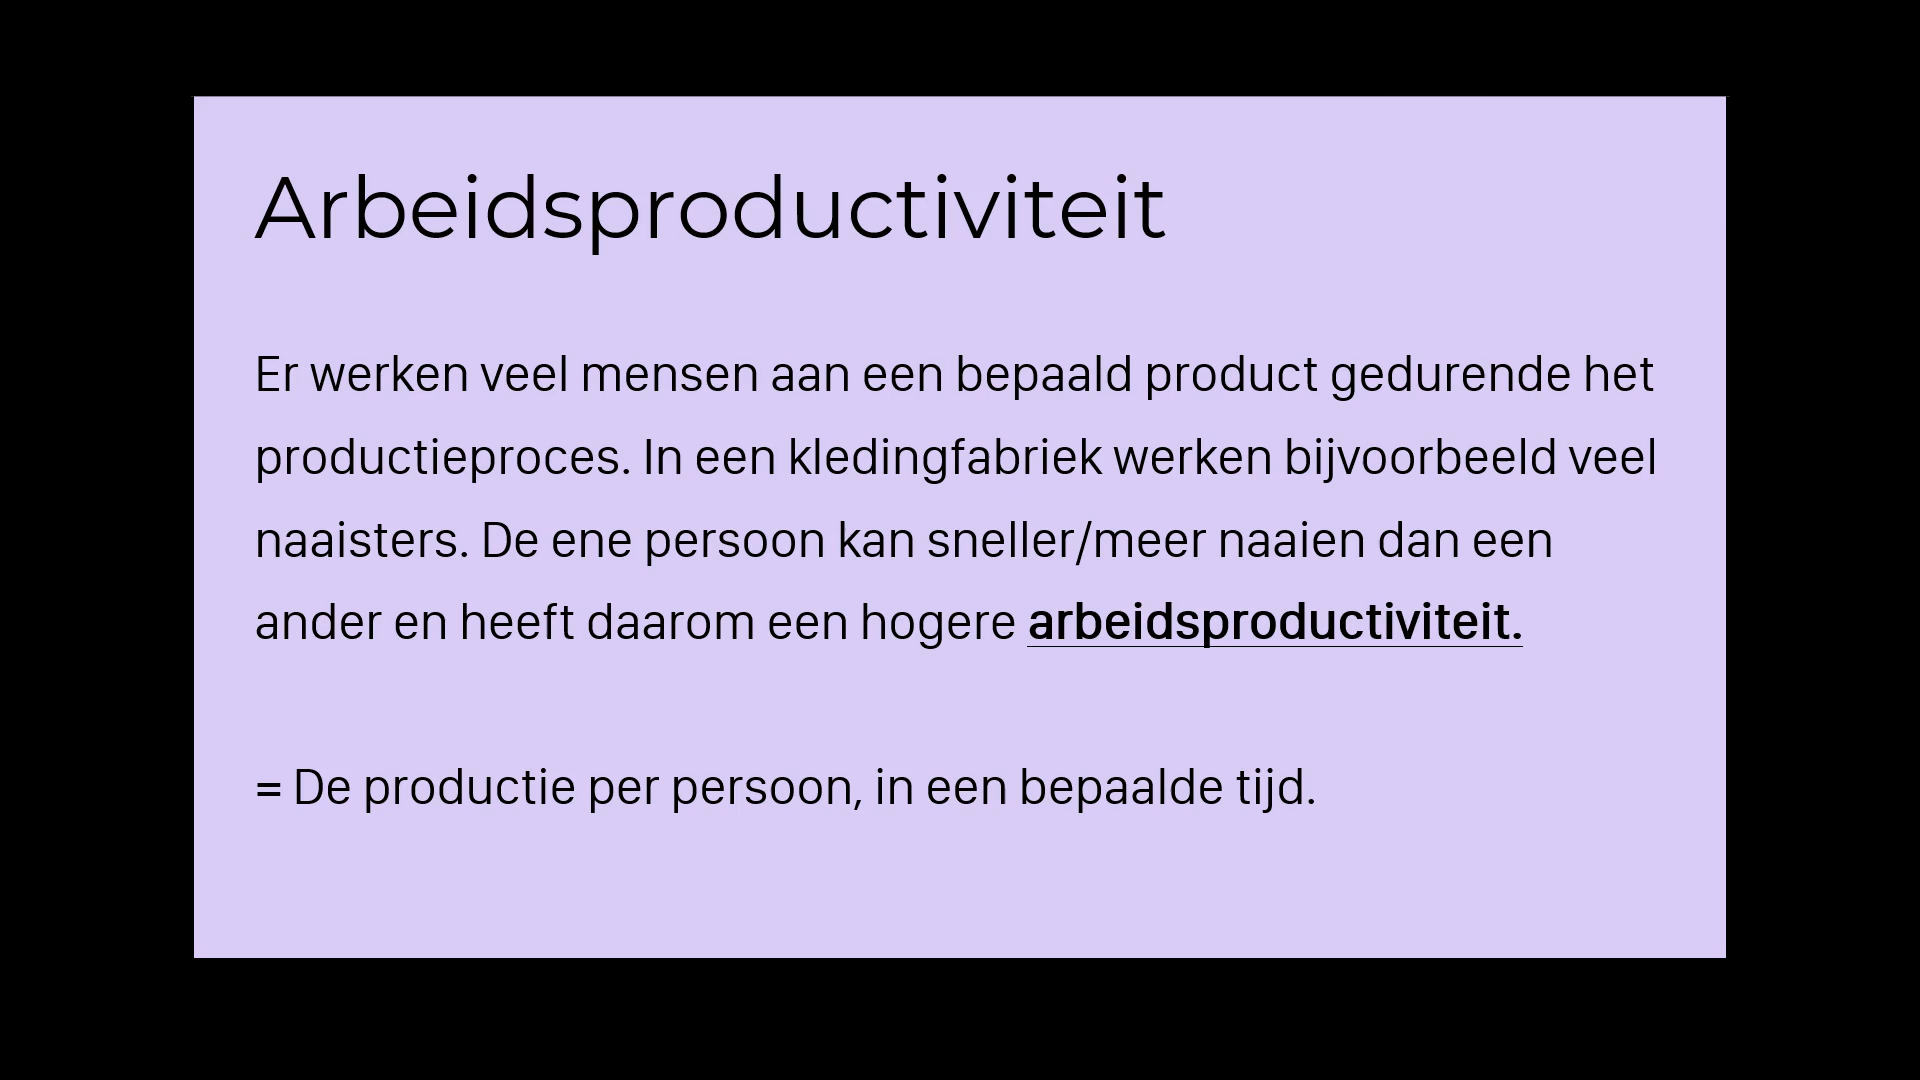 Arbeidsproductiviteit
Er werken veel mensen aan een bepaald product gedurende het
productieproces. In een kledingfabriek werken bijvoorbeeld veel
naaisters. De ene persoon kan sneller/meer naaien dan een
ander en heeft daarom een hogere arbeidsproductiviteit.
= De productie per persoon, in een bepaalde tijd.